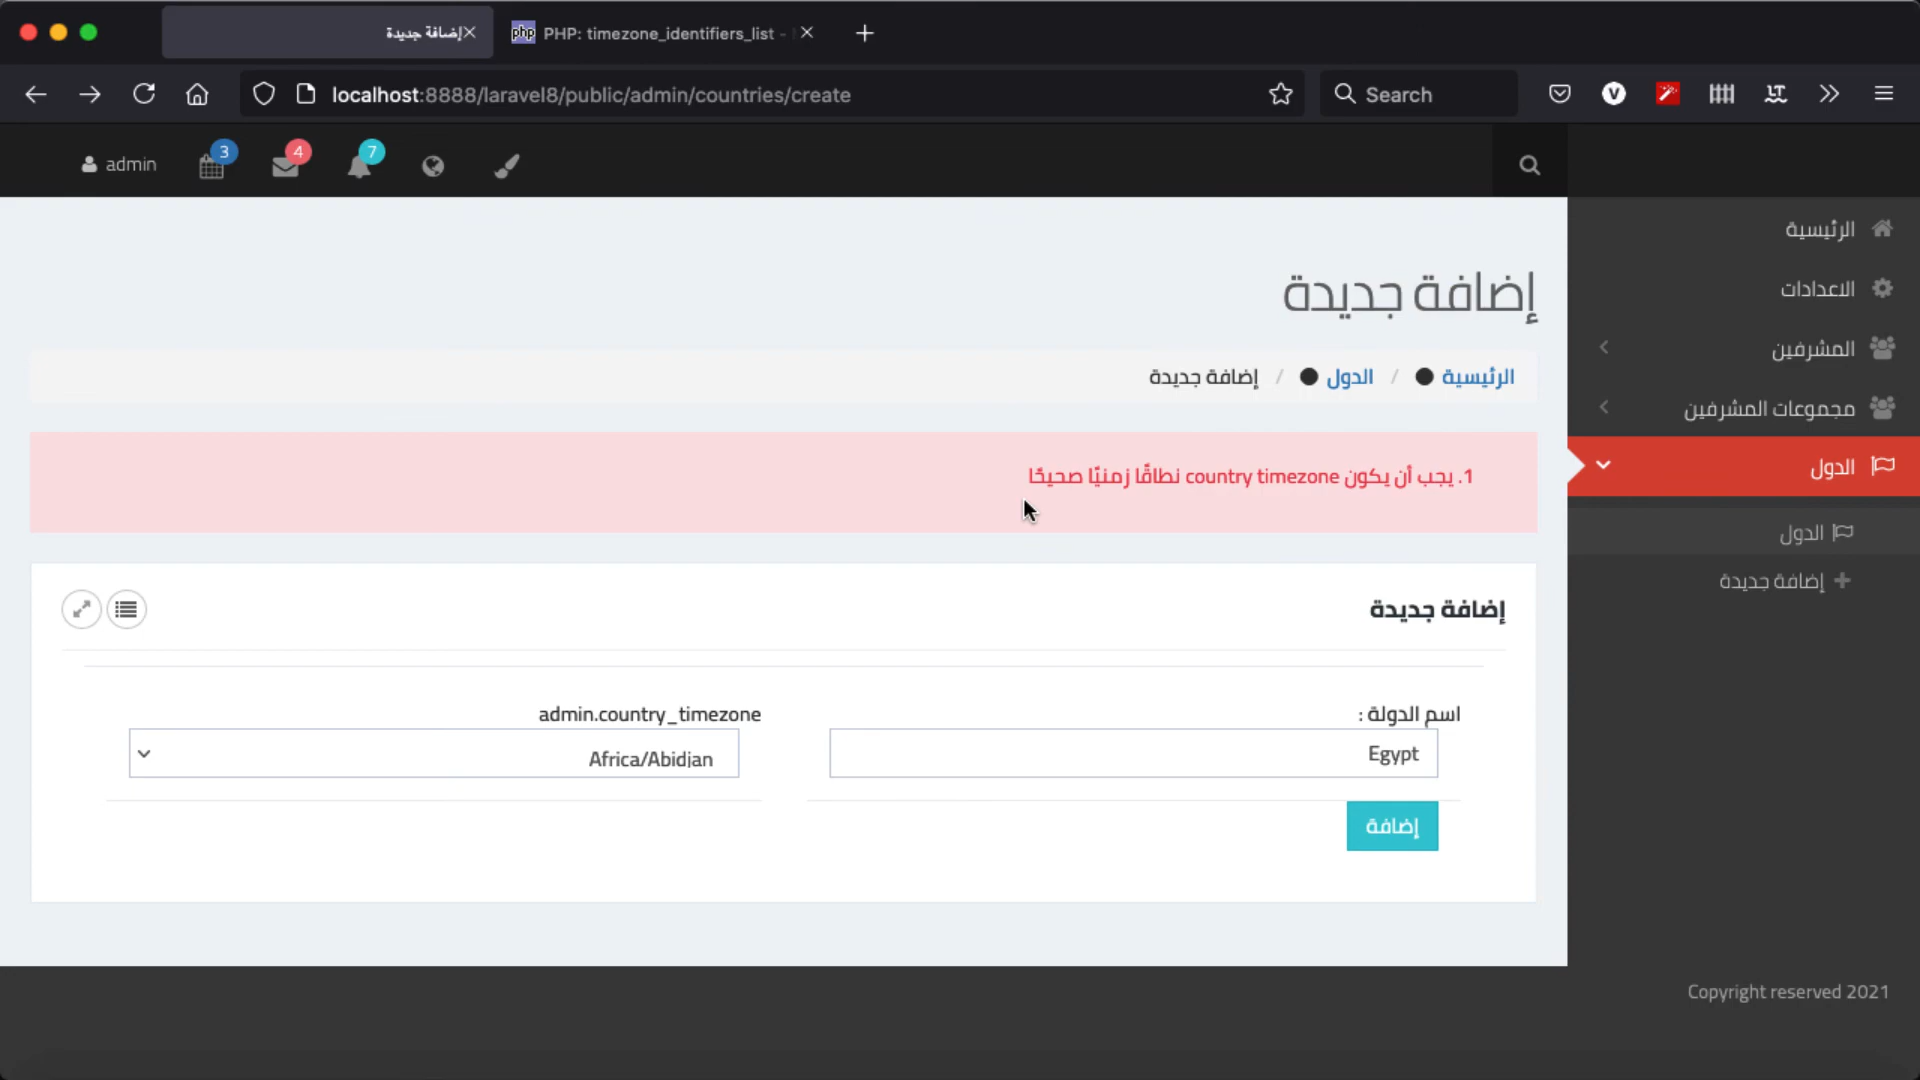 إضافة جديدة
php PHP: timezone_identifiers_list -
localhost:8888/laravel8/public/admin/countries/create
Search
admin
3
4
7
الرئيسية
الاعدادات
المشرفين
مجموعات المشرفين
الدول
الدول
إضافة جديدة
إضافة جديدة
الرئيسية / الدول / إضافة جديدة
1. يجب أن يكون country timezone نطاقًا زمنيًا صحيحًا
إضافة جديدة
اسم الدولة :
Egypt
admin.country_timezone
Africa/Abidjan
إضافة
Copyright reserved 2021